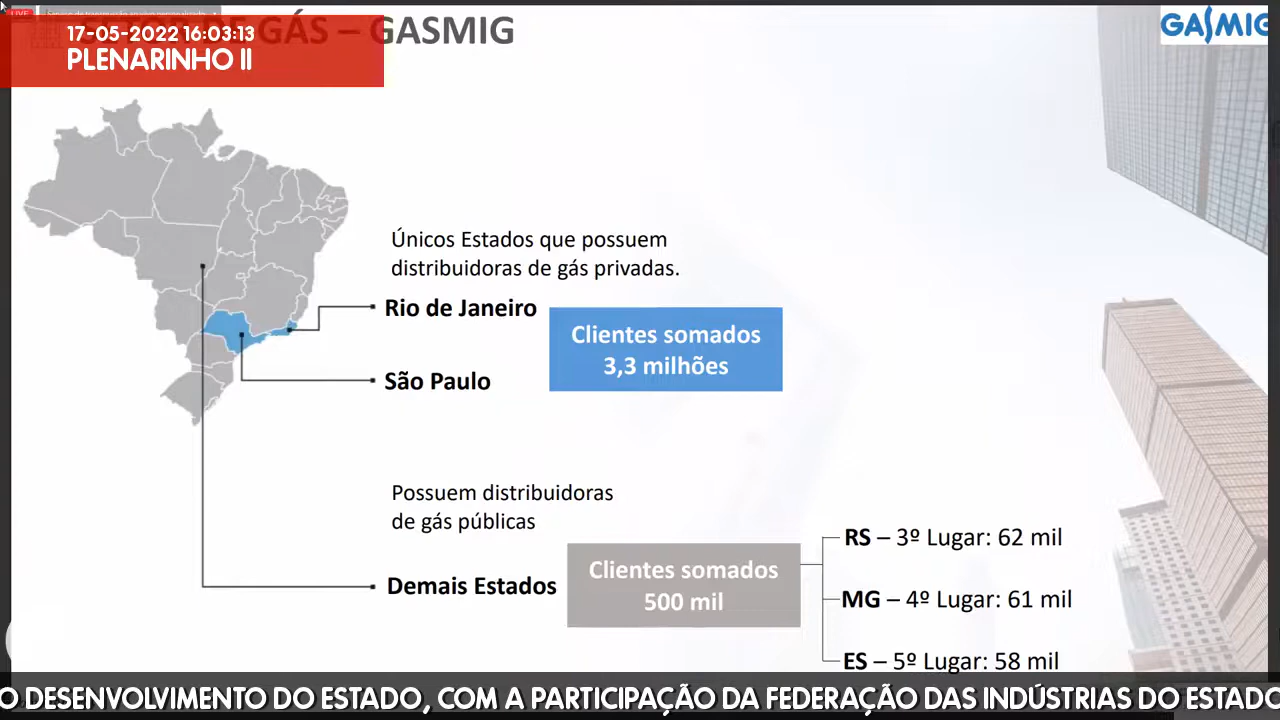 LIVE
17-05-2022 16:03:13
PLENARINHO II
DE GÁS – GASMIG
GASMIG
Únicos Estados que possuem
distribuidoras de gás privadas.
Rio de Janeiro
Clientes somados
3,3 milhões
São Paulo
Possuem distribuidoras
de gás públicas
Demais Estados
Clientes somados
500 mil
RS – 3º Lugar: 62 mil
MG – 4º Lugar: 61 mil
ES – 5º Lugar: 58 mil
O DESENVOLVIMENTO DO ESTADO, COM A PARTICIPAÇÃO DA FEDERAÇÃO DAS INDÚSTRIAS DO ESTADO